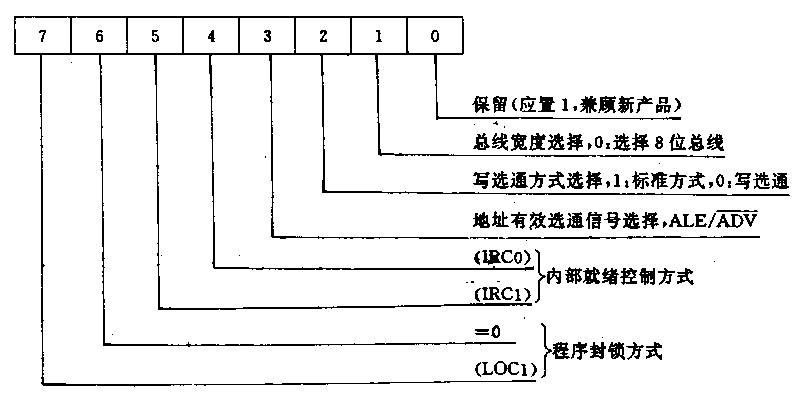 7 6 5 4 3 2 1 0
保留(应置1,兼顾新产品)
总线宽度选择,0:选择8位总线
写选通方式选择,1:标准方式,0:写选通
地址有效选通信号选择,ALE/A̅D̅V̅
(IRC0)
内部就绪控制方式
(IRC1)
=0
程序封锁方式
(LOC1)